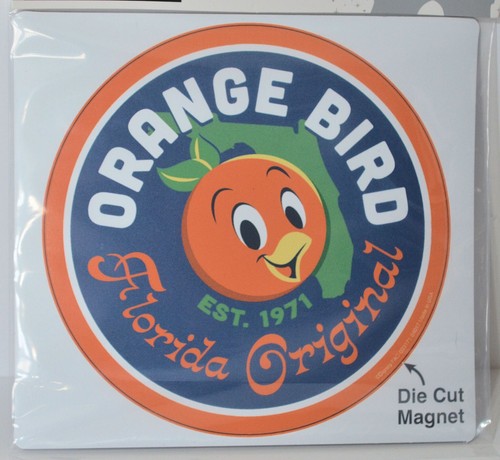 ORANGE BIRD
EST. 1971
Florida Original
Die Cut
Magnet